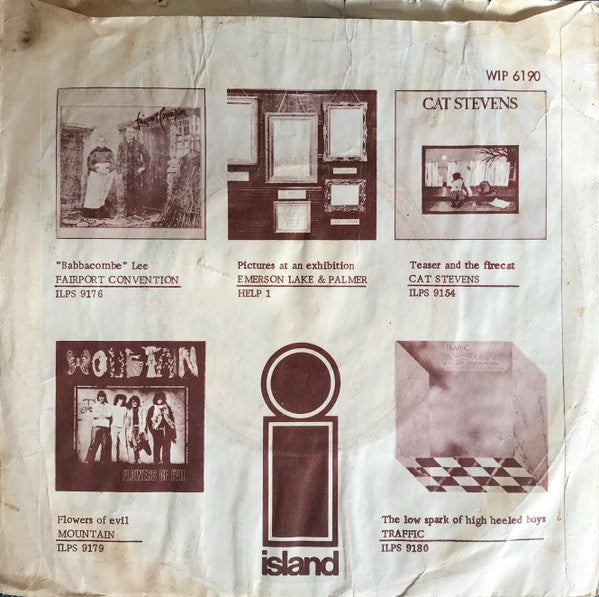 WIP 6190
CAT STEVENS
"Babbacombe" Lee
FAIRPORT CONVENTION
ILPS 9176
Pictures at an exhibition
EMERSON LAKE & PALMER
HELP 1
Teaser and the firecat
CAT STEVENS
ILPS 9154
MOUNTAIN
FLOWERS OF EVIL
TRAFFIC
Flowers of evil
MOUNTAIN
ILPS 9179
i
island
The low spark of high heeled boys
TRAFFIC
ILPS 9180